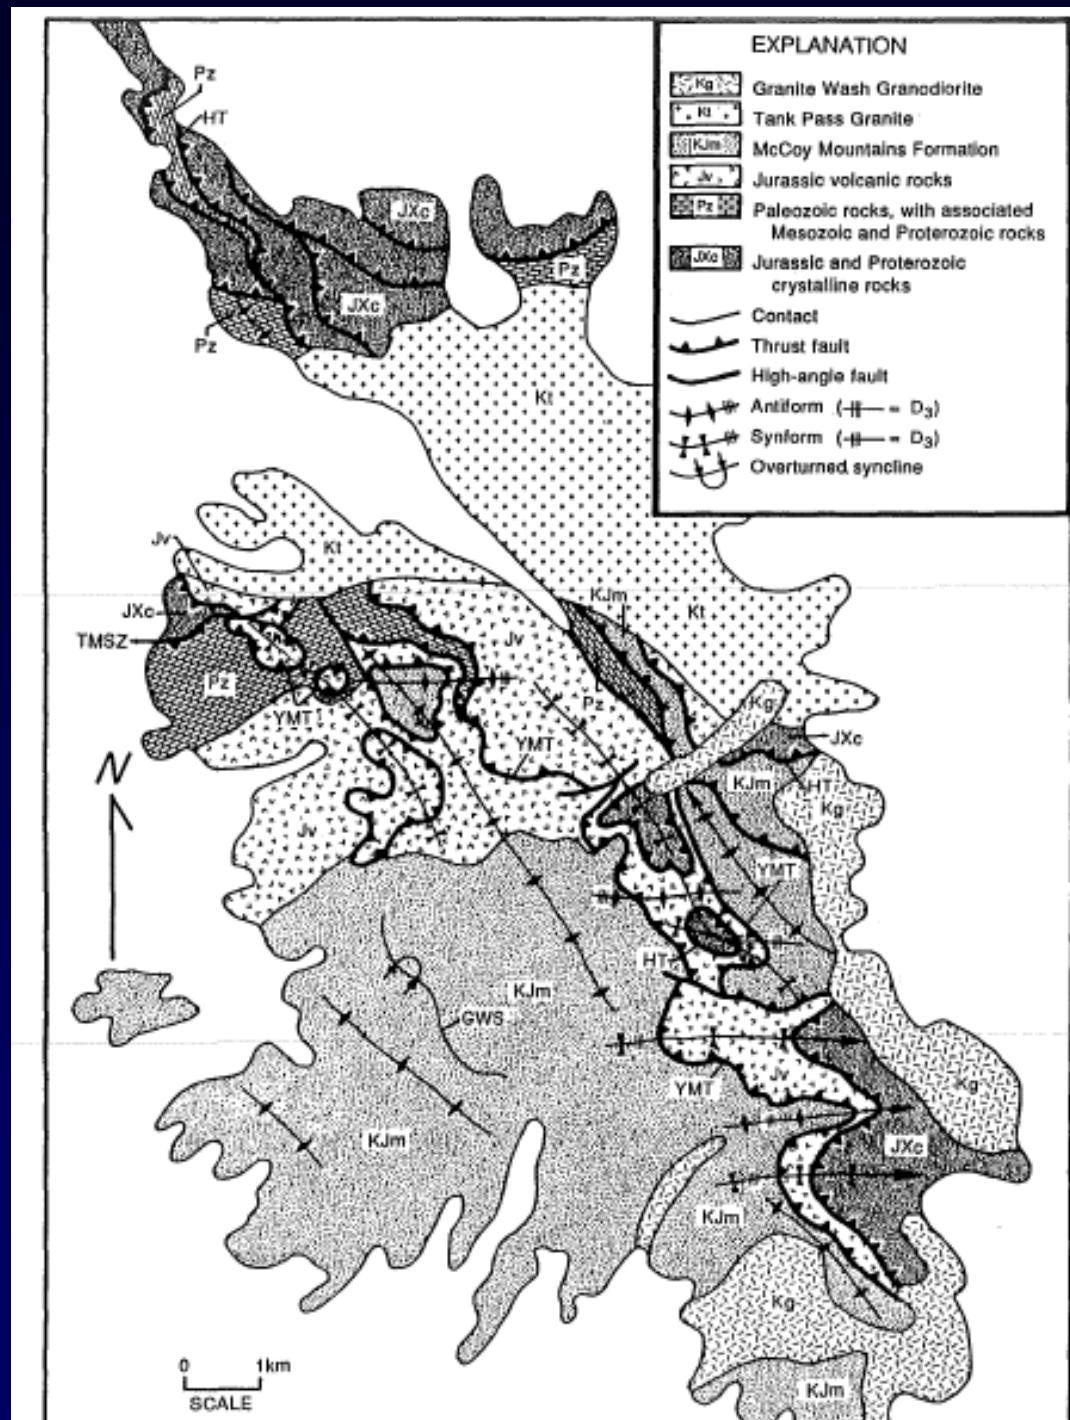 EXPLANATION
Kg Granite Wash Granodiorite
Kt Tank Pass Granite
KJm McCoy Mountains Formation
Jv Jurassic volcanic rocks
Pz Paleozoic rocks, with associated
Mesozoic and Proterozoic rocks
JXc Jurassic and Proterozoic
crystalline rocks
Contact
Thrust fault
High-angle fault
Antiform ( = D₃)
Synform ( = D₃)
Overturned syncline
Pz
HT
JXc
Pz
JXc
Pz
Kt
Jv
Kt
KJm
Kt
JXc
TMSZ
Jv
Pz
Pz
Kg
YMT
YMT
JXc
KJm
HT
Kg
Jv
YMT
N
HT
KJm
GWS
YMT
Jv
Kg
KJm
JXc
KJm
Kg
0 1km
SCALE
KJm